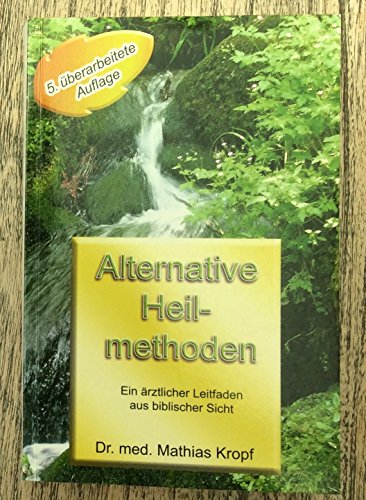 5. überarbeitete
Auflage
Alternative
Heil-
methoden
Ein ärztlicher Leitfaden
aus biblischer Sicht
Dr. med. Mathias Kropf